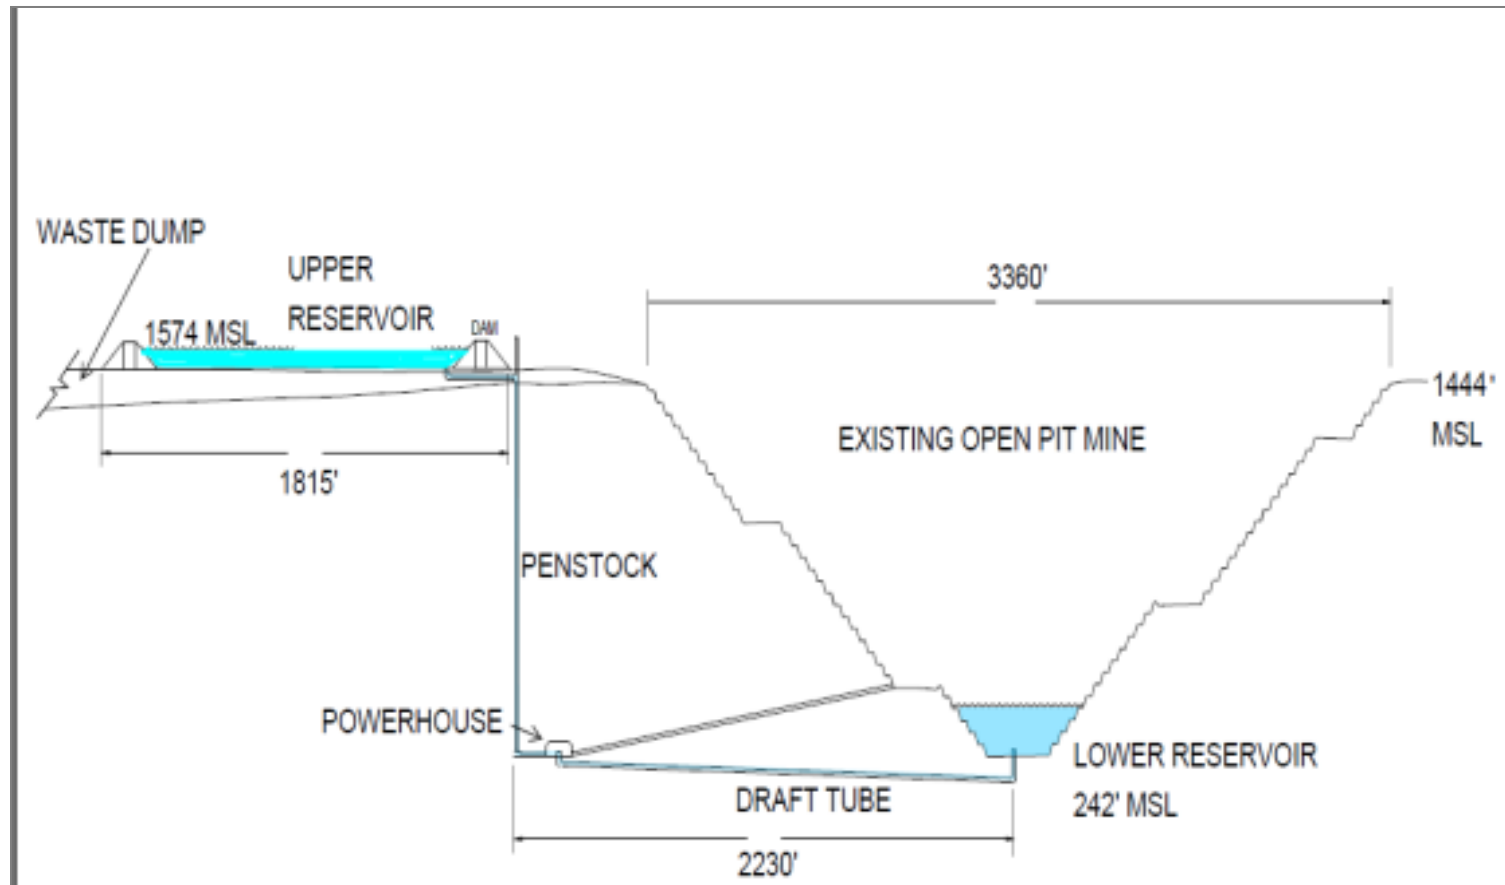 WASTE DUMP
UPPER
RESERVOIR
1574 MSL
DAM
3360'
1444'
MSL
EXISTING OPEN PIT MINE
1815'
PENSTOCK
POWERHOUSE
LOWER RESERVOIR
242' MSL
DRAFT TUBE
2230'